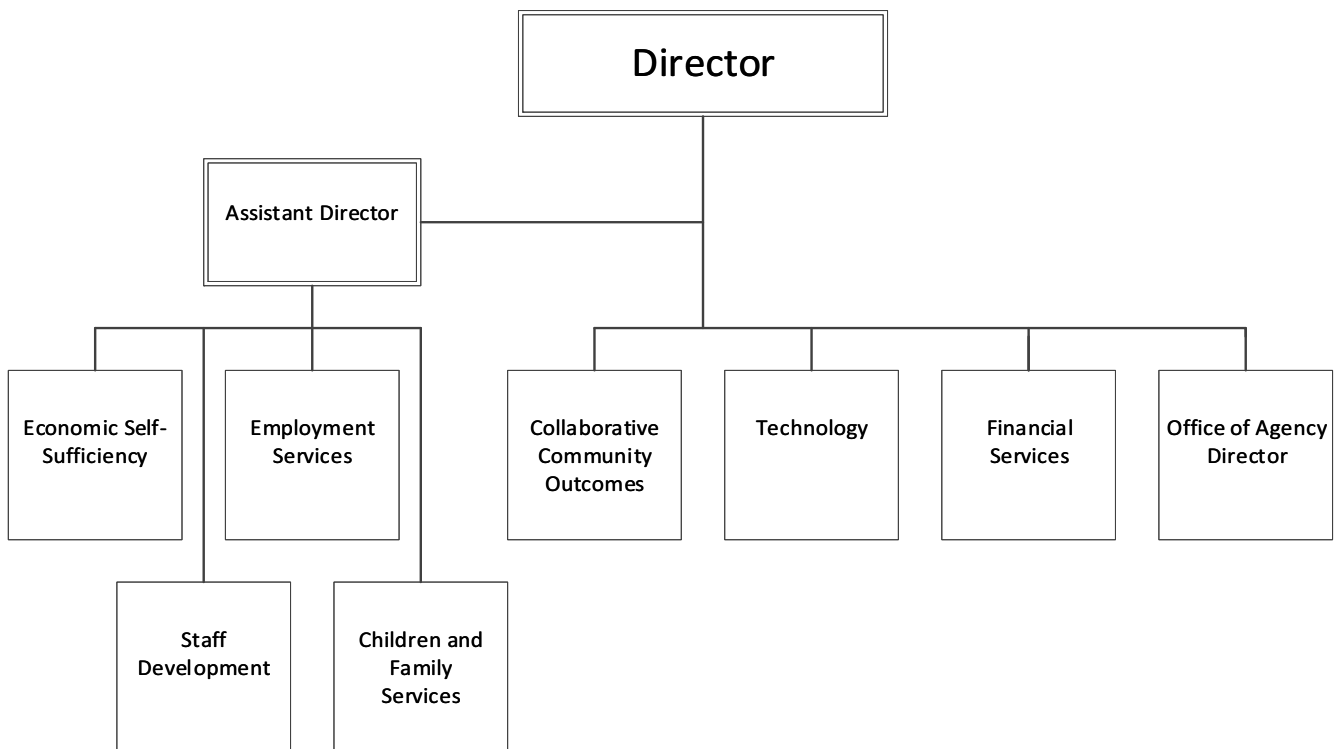 Director
Assistant Director
Economic Self-
Sufficiency
Employment
Services
Collaborative
Community
Outcomes
Technology
Financial
Services
Office of Agency
Director
Staff
Development
Children and
Family
Services